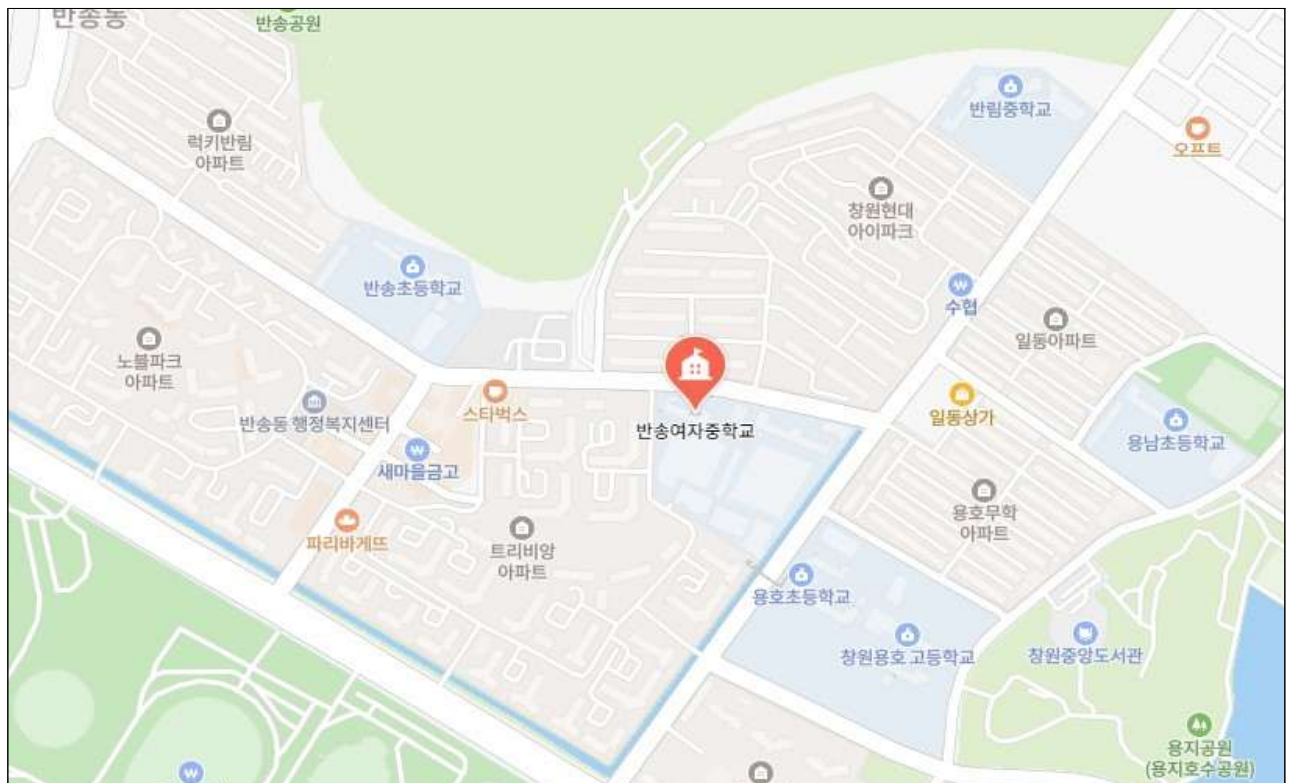 반송동
반송공원
반림중학교
오프트
럭키반림
아파트
창원현대
아이파크
반송초등학교
수협
일동아파트
노블파크
아파트
스타벅스
반송동 행정복지센터
반송여자중학교
일동상가
용남초등학교
새마을금고
용호무학
아파트
파리바게뜨
트리비앙
아파트
용호초등학교
창원용호고등학교
창원중앙도서관
용지공원
(용지호수공원)